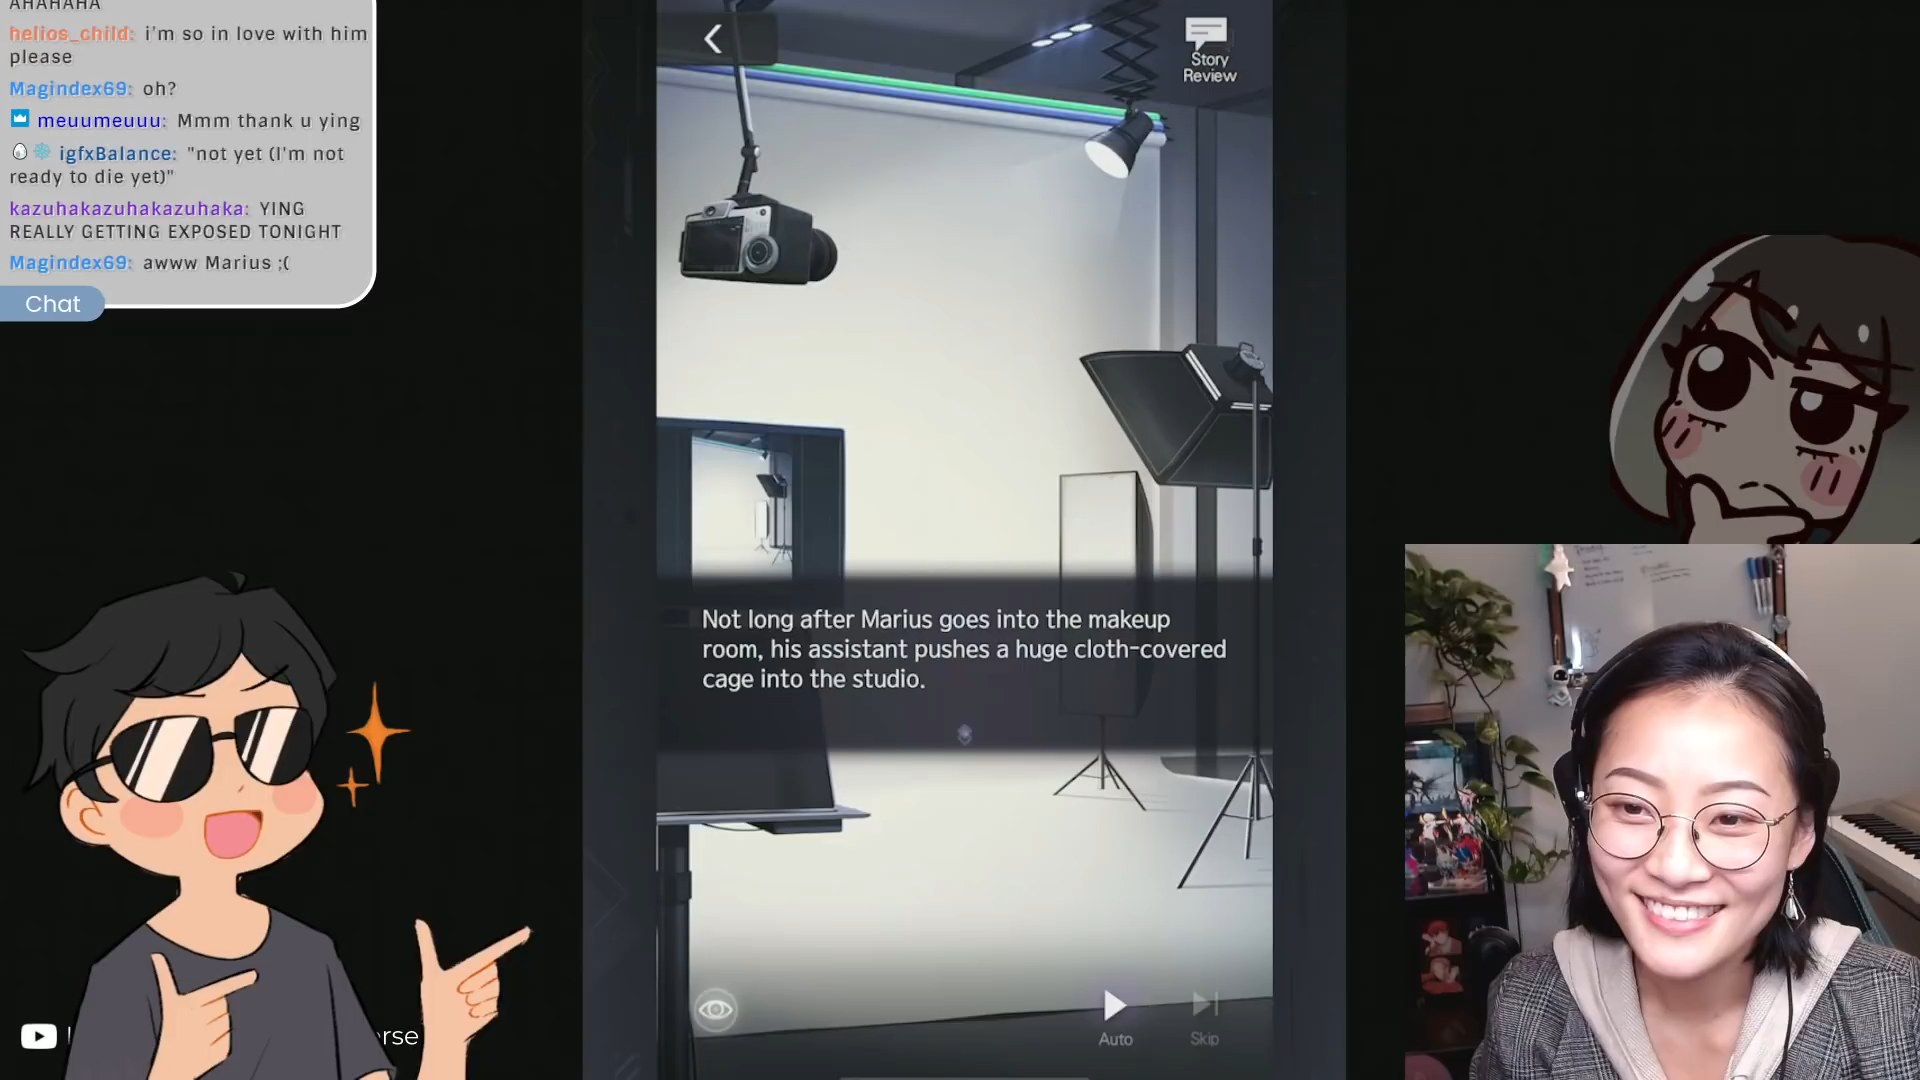 AHAHAHA
helios_child: i'm so in love with him
please
Magindex69: oh?
meuumeuuu: Mmm thank u ying
igfxBalance: "not yet (I'm not
ready to die yet)"
kazuhakazuhakazuhaka: YING
REALLY GETTING EXPOSED TONIGHT
Magindex69: awww Marius ;(
Chat
Story
Review
Not long after Marius goes into the makeup
room, his assistant pushes a huge cloth-covered
cage into the studio.
Auto
Skip
erse